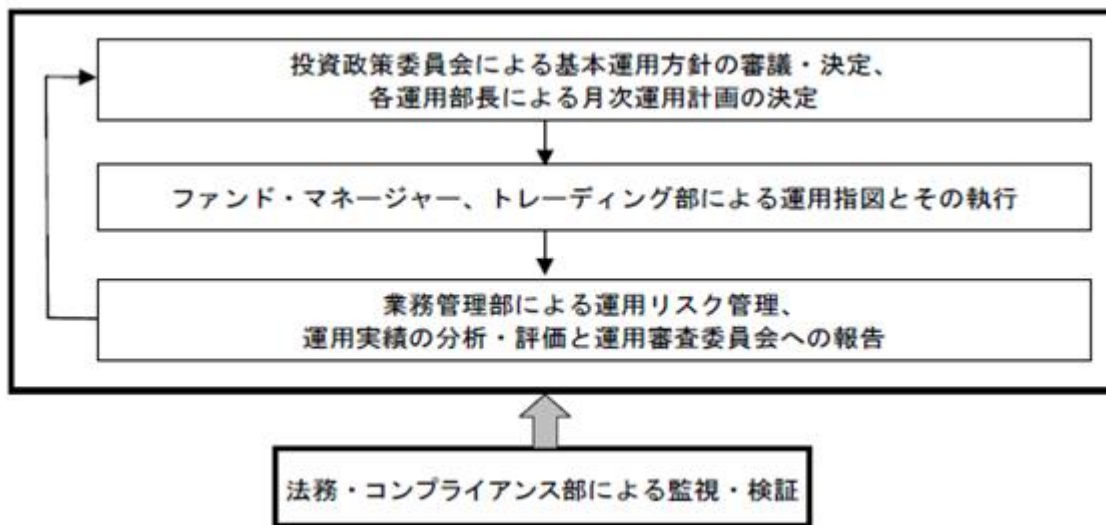 投資政策委員会による基本運用方針の審議・決定、
各運用部長による月次運用計画の決定
ファンド・マネージャー、トレーディング部による運用指図とその執行
業務管理部による運用リスク管理、
運用実績の分析・評価と運用審査委員会への報告
法務・コンプライアンス部による監視・検証